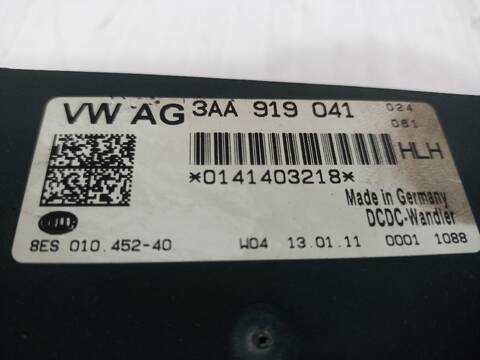 VW AG 3AA 919 041 024
061
HLH
*0141403218*
Made in Germany
DCDC-Wandler
8ES 010.452-40 W04 13.01.11 0001 1088